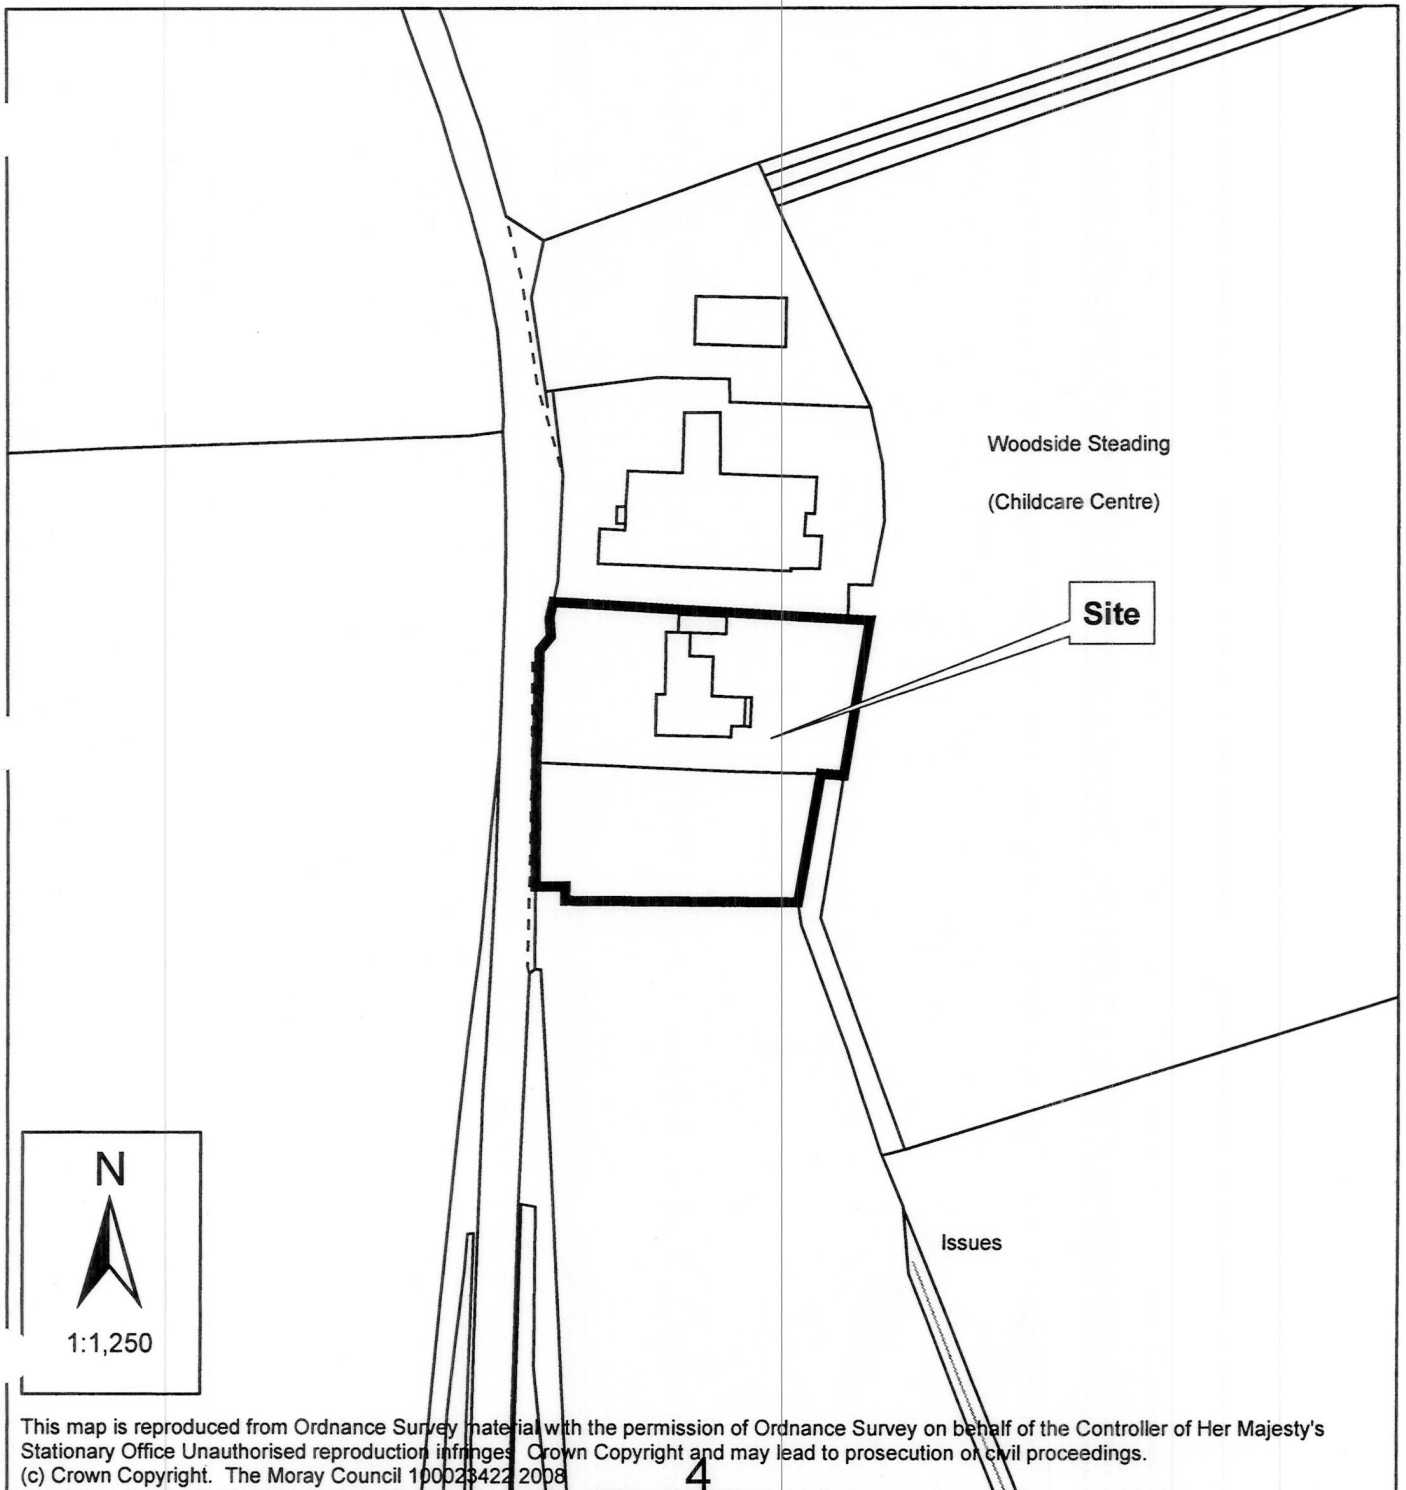 Woodside Steading
(Childcare Centre)
Site
Issues
N
1:1,250
This map is reproduced from Ordnance Survey material with the permission of Ordnance Survey on behalf of the Controller of Her Majesty's
Stationary Office Unauthorised reproduction infringes Crown Copyright and may lead to prosecution or civil proceedings.
(c) Crown Copyright. The Moray Council 100023422 2008
4